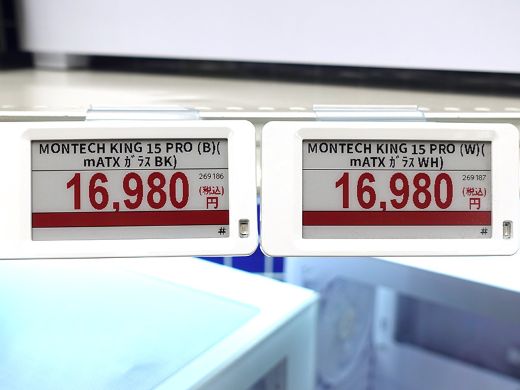 MONTECH KING 15 PRO (B)(
mATX ｶﾞﾗｽ BK)
269186
16,980
(税込)
円
#
MONTECH KING 15 PRO (W)(
mATX ｶﾞﾗｽ WH)
269187
16,980
(税込)
円
#